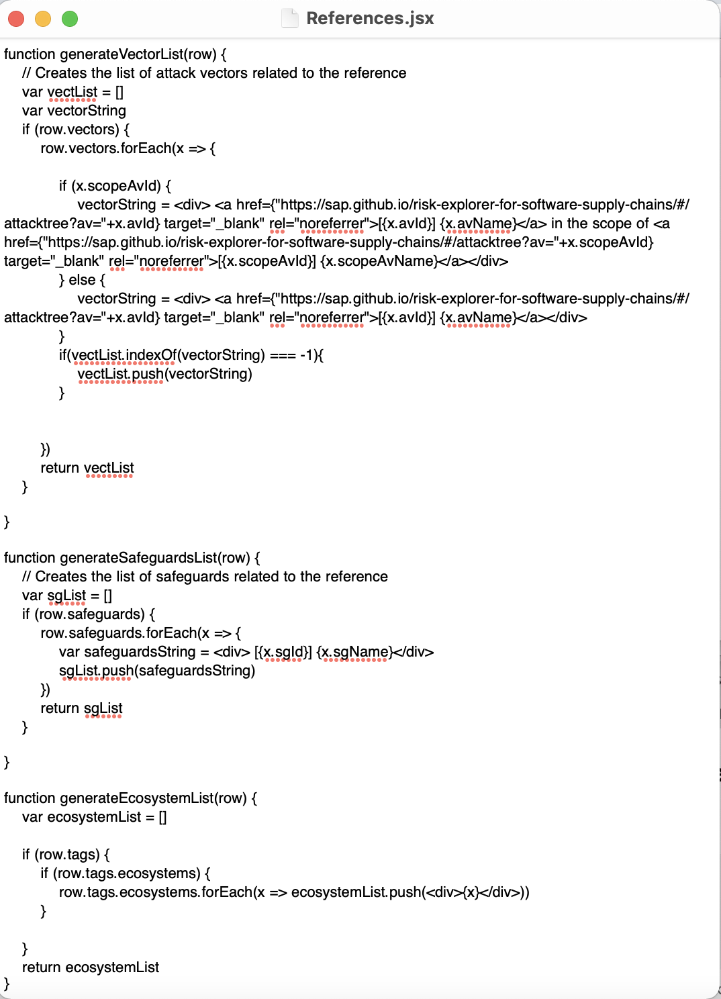 References.jsx
function generateVectorList(row) {
// Creates the list of attack vectors related to the reference
var vectList = []
var vectorString
if (row.vectors) {
row.vectors.forEach(x => {
if (x.scopeAvId) {
vectorString = <div> <a href={"https://sap.github.io/risk-explorer-for-software-supply-chains/#/
attacktree?av="+x.avId} target="_blank" rel="noreferrer">[{x.avId}] {x.avName}</a> in the scope of <a
href={"https://sap.github.io/risk-explorer-for-software-supply-chains/#/attacktree?av="+x.scopeAvId}
target="_blank" rel="noreferrer">[{x.scopeAvId}] {x.scopeAvName}</a></div>
} else {
vectorString = <div> <a href={"https://sap.github.io/risk-explorer-for-software-supply-chains/#/
attacktree?av="+x.avId} target="_blank" rel="noreferrer">[{x.avId}] {x.avName}</a></div>
}
if(vectList.indexOf(vectorString) === -1){
vectList.push(vectorString)
}
})
return vectList
}
}
function generateSafeguardsList(row) {
// Creates the list of safeguards related to the reference
var sgList = []
if (row.safeguards) {
row.safeguards.forEach(x => {
var safeguardsString = <div> [{x.sgId}] {x.sgName}</div>
sgList.push(safeguardsString)
})
return sgList
}
}
function generateEcosystemList(row) {
var ecosystemList = []
if (row.tags) {
if (row.tags.ecosystems) {
row.tags.ecosystems.forEach(x => ecosystemList.push(<div>{x}</div>))
}
}
return ecosystemList
}